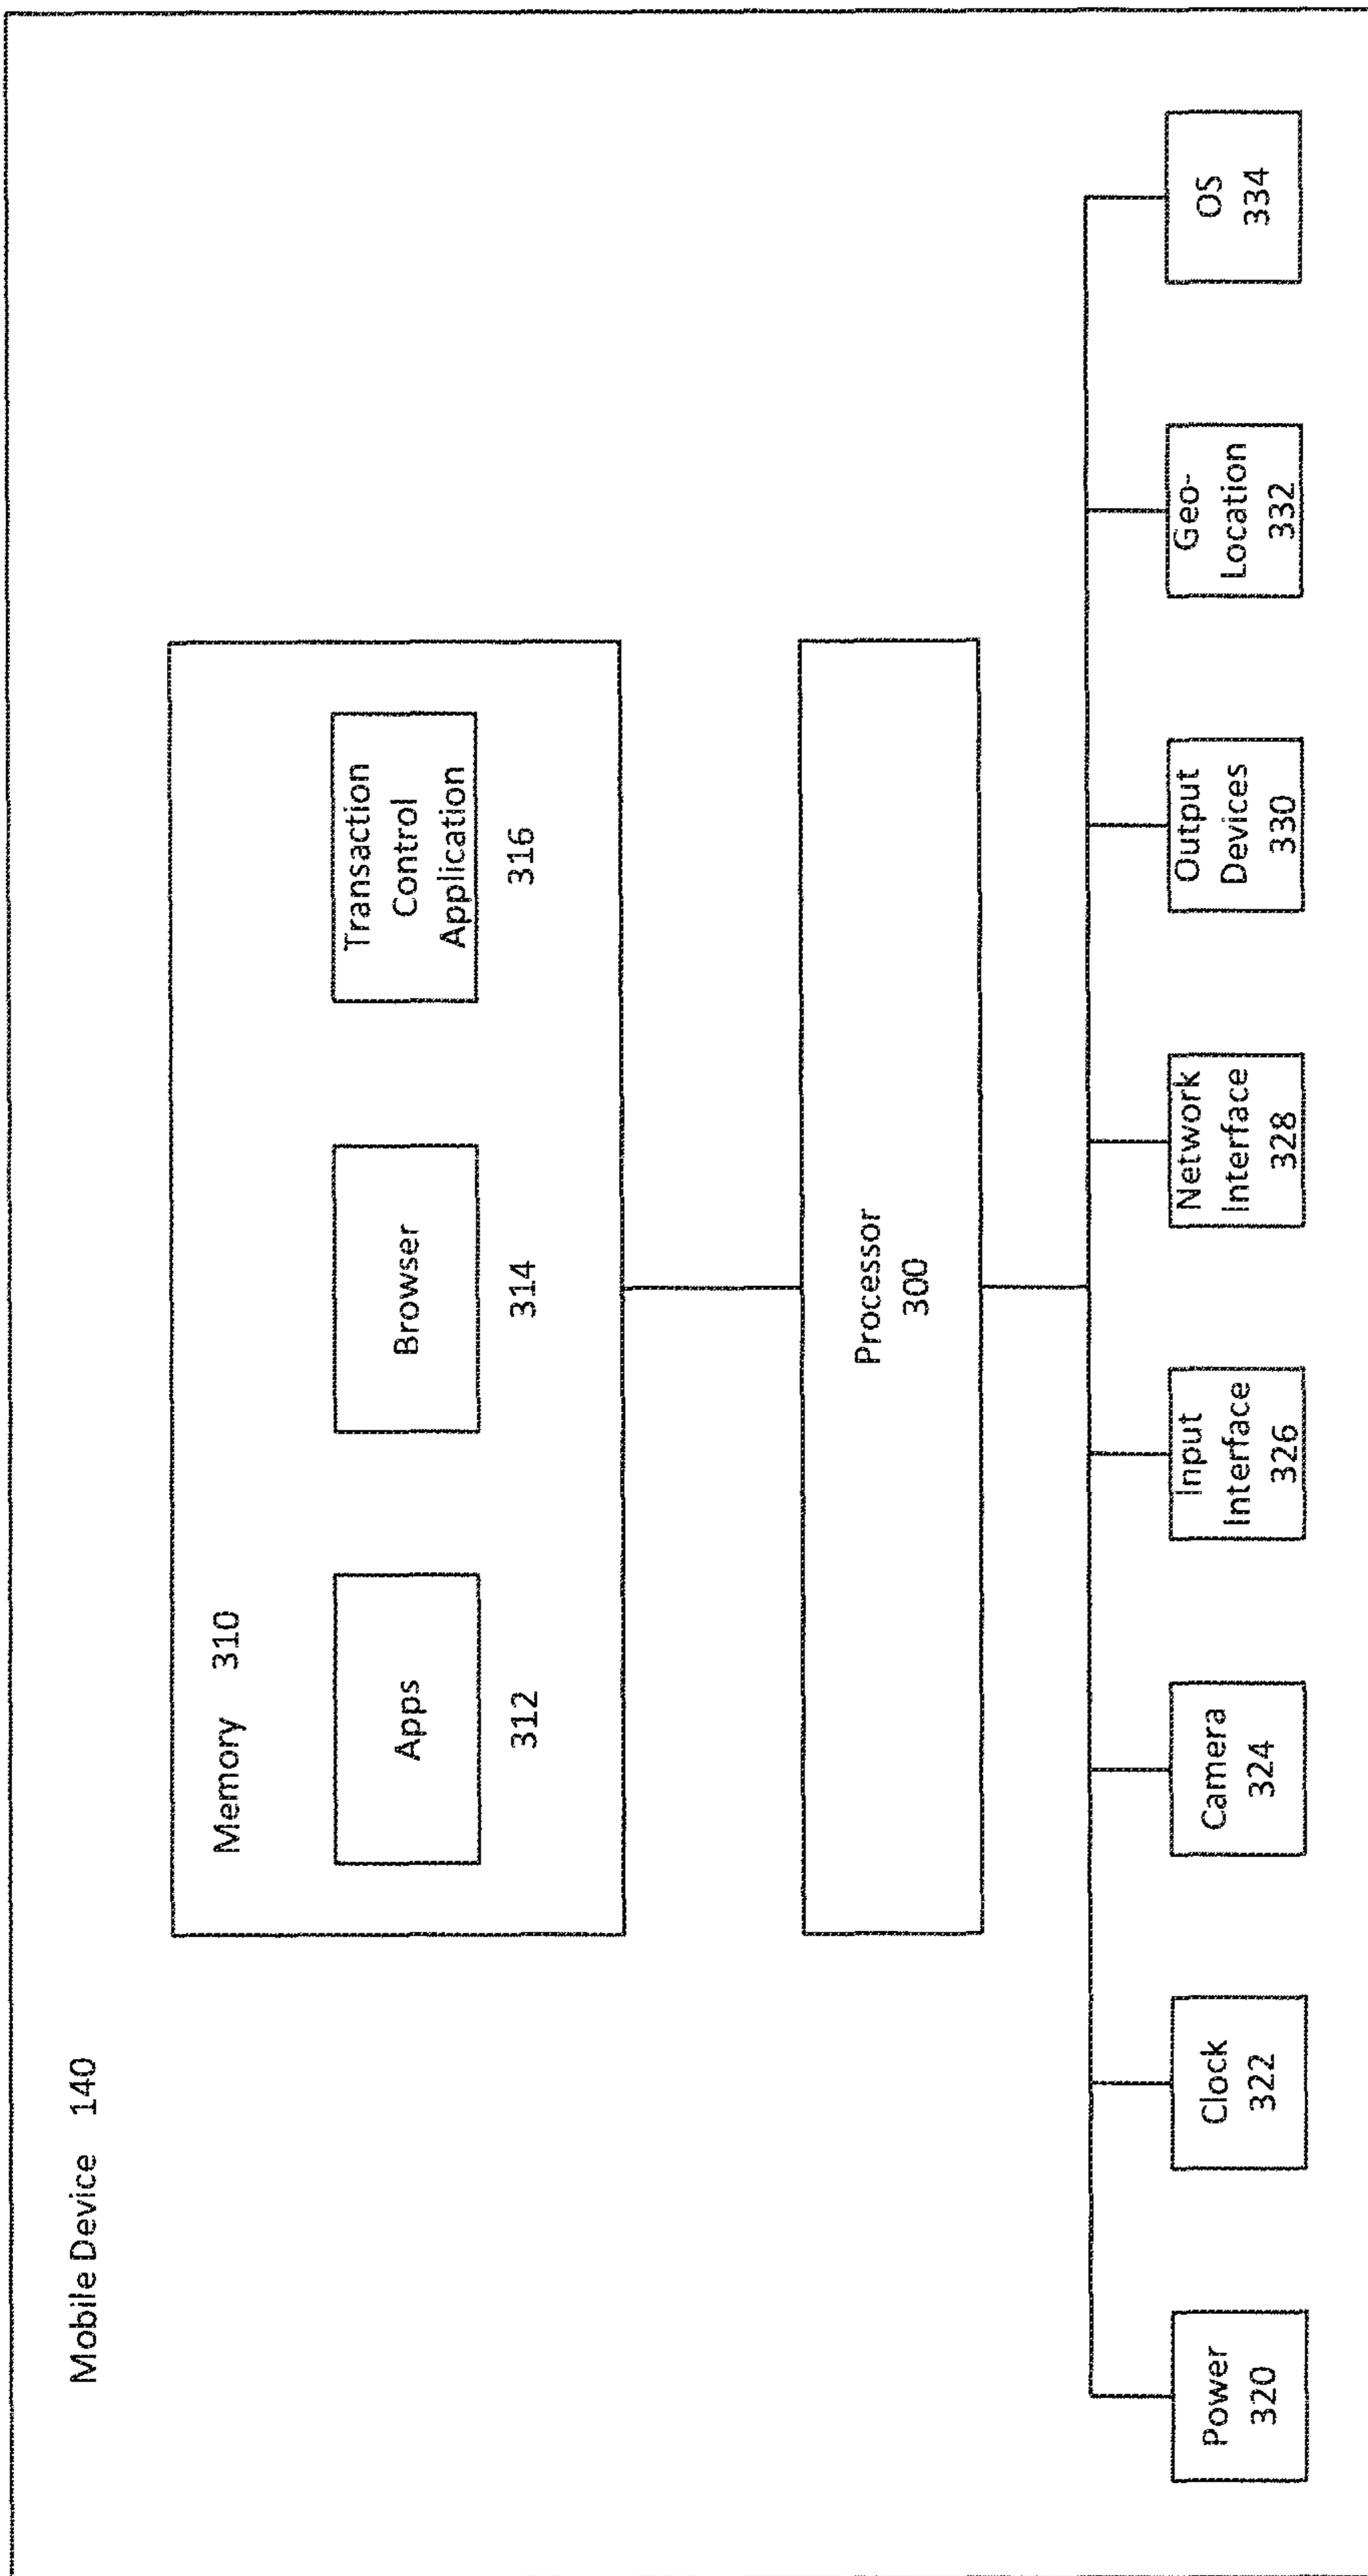 Mobile Device 140
Memory 310
Apps
312
Browser
314
Transaction
Control
Application
316
Processor
300
Power
320
Clock
322
Camera
324
Input
Interface
326
Network
Interface
328
Output
Devices
330
Geo-
Location
332
OS
334